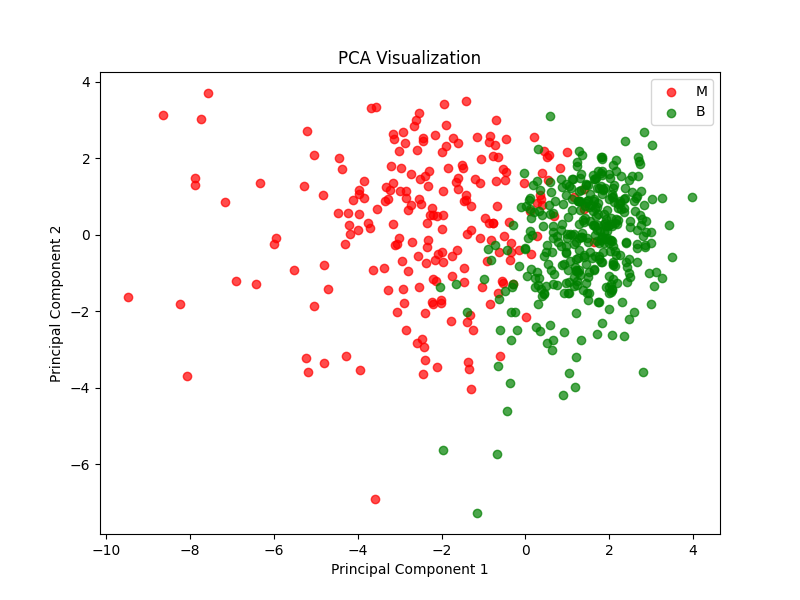 PCA Visualization
M
B
4
2
0
−2
−4
−6
Principal Component 2
−10
−8
−6
−4
−2
0
2
4
Principal Component 1